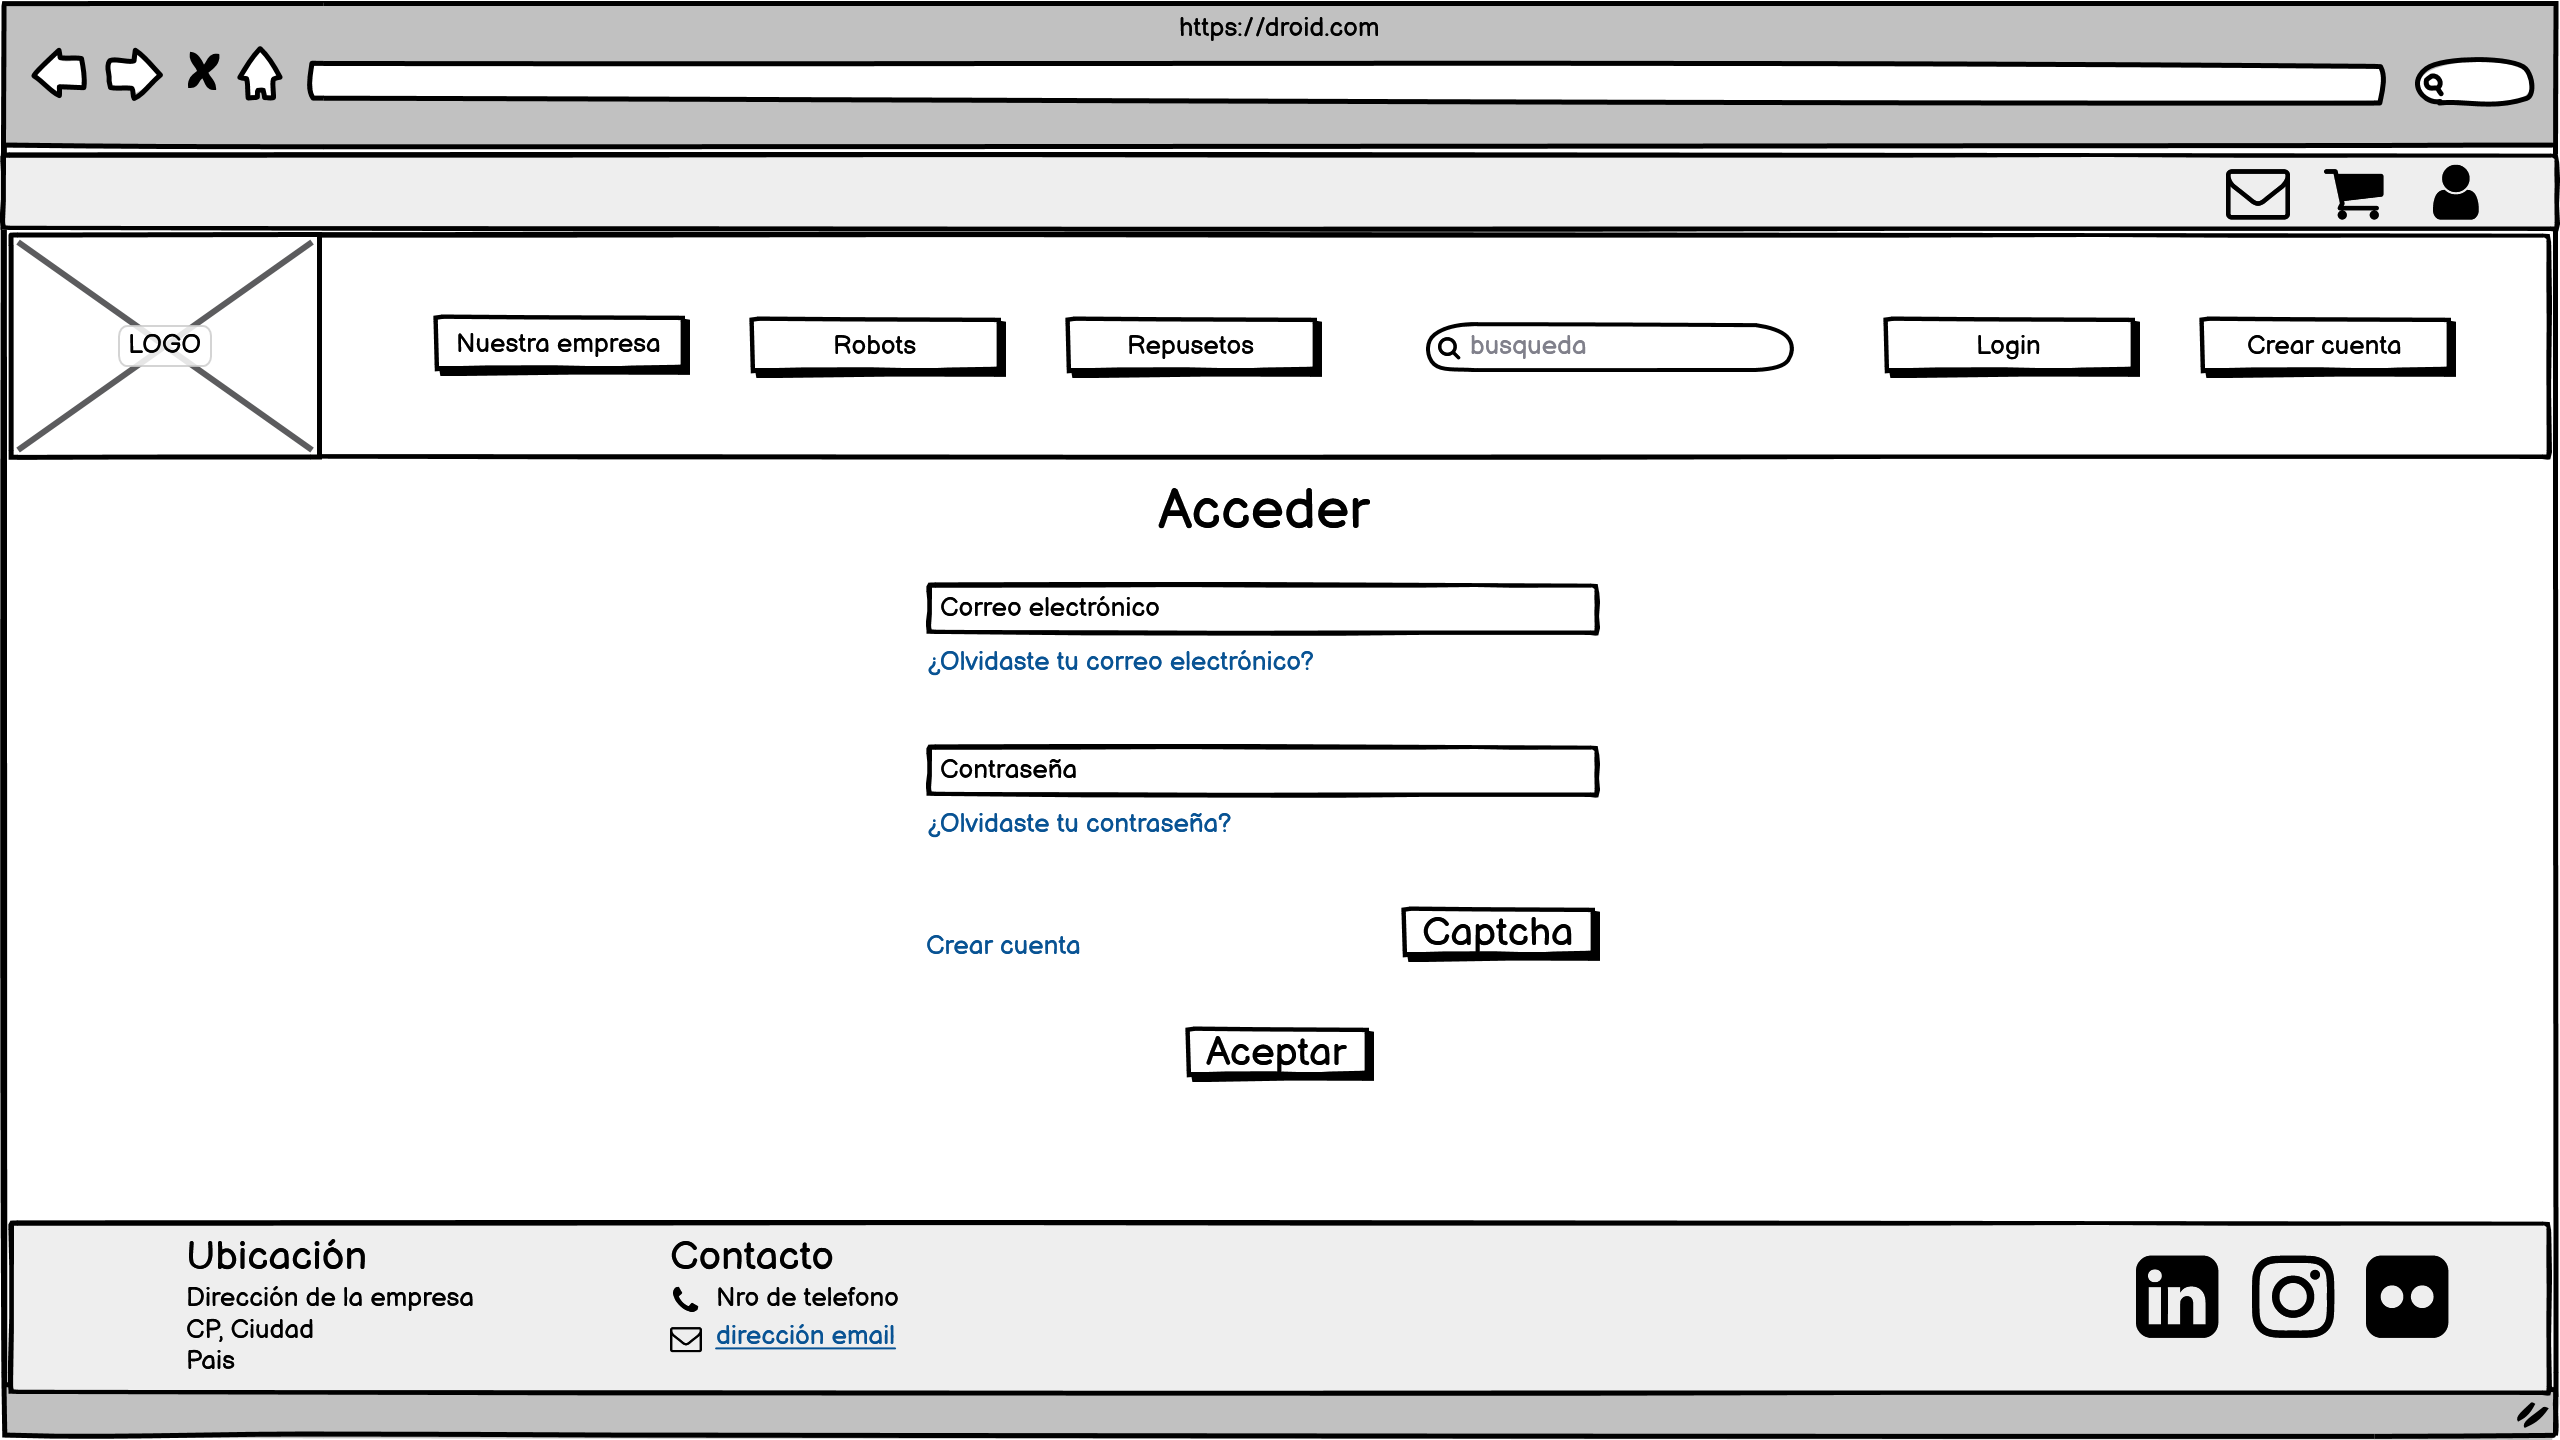 https://droid.com
LOGO
Nuestra empresa
Robots
Repusetos
busqueda
Login
Crear cuenta
Acceder
Correo electrónico
¿Olvidaste tu correo electrónico?
Contraseña
¿Olvidaste tu contraseña?
Crear cuenta
Captcha
Aceptar
Ubicación
Dirección de la empresa
CP, Ciudad
Pais
Contacto
Nro de telefono
dirección email
in